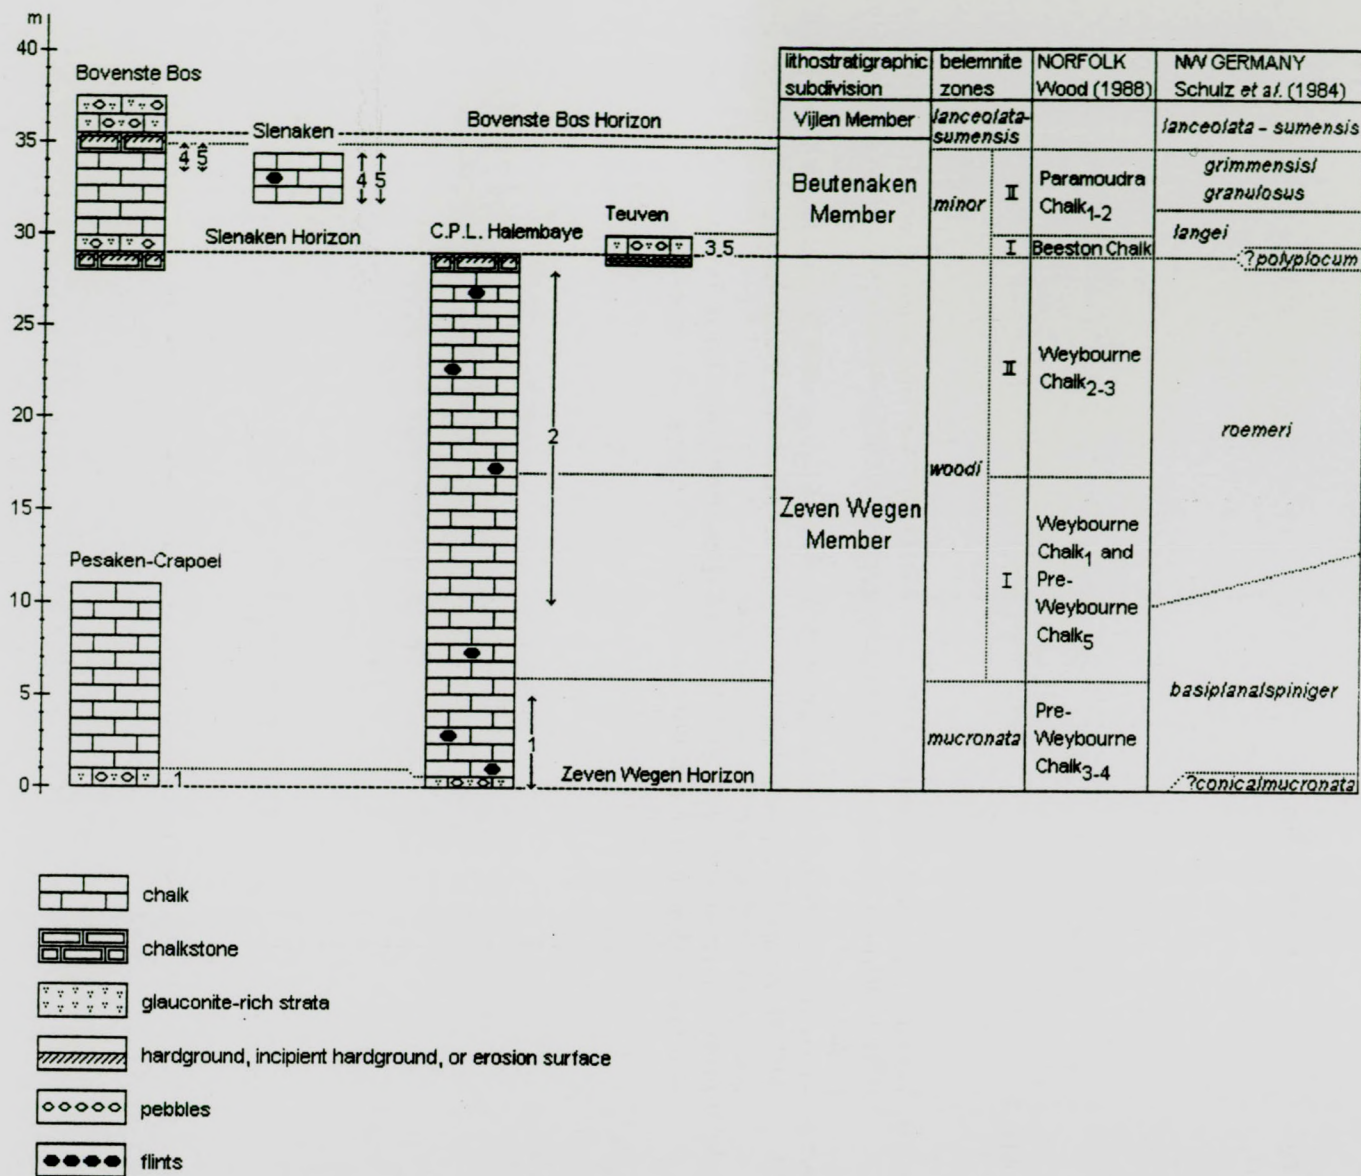 m
40
35
30
25
20
15
10
5
0
Bovenste Bos
4 5
Slenaken
4 5
Bovenste Bos Horizon
Slenaken Horizon
C.P.L. Halembaye
Teuven
3,5
2
Pesaken-Crapoel
1
1
Zeven Wegen Horizon
lithostratigraphic
subdivision
Vijlen Member
Beutenaken
Member
Zeven Wegen
Member
belemnite
zones
lanceolata-
sumensis
minor
II
I
woodi
II
I
mucronata
NORFOLK
Wood (1988)
Paramoudra
Chalk1-2
Beeston Chalk
Weybourne
Chalk2-3
Weybourne
Chalk1 and
Pre-
Weybourne
Chalk5
Pre-
Weybourne
Chalk3-4
NW GERMANY
Schulz et al. (1984)
lanceolata - sumensis
grimmensis/
granulosus
langei
?polyplocum
roemeri
basiplana/spiniger
?conica/mucronata
chalk
chalkstone
glauconite-rich strata
hardground, incipient hardground, or erosion surface
pebbles
flints